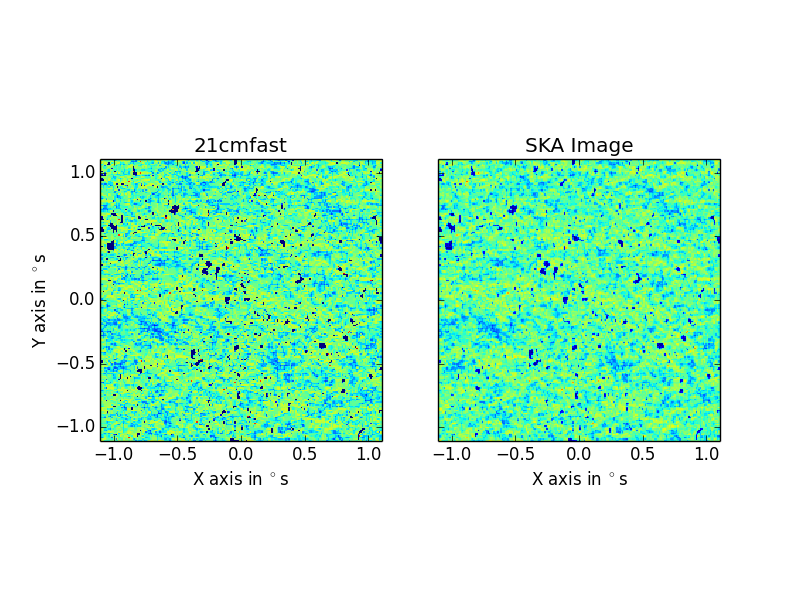 21cmfast
SKA Image
1.0
0.5
0.0
−0.5
−1.0
Y axis in °s
−1.0 −0.5 0.0 0.5 1.0
−1.0 −0.5 0.0 0.5 1.0
X axis in °s
X axis in °s